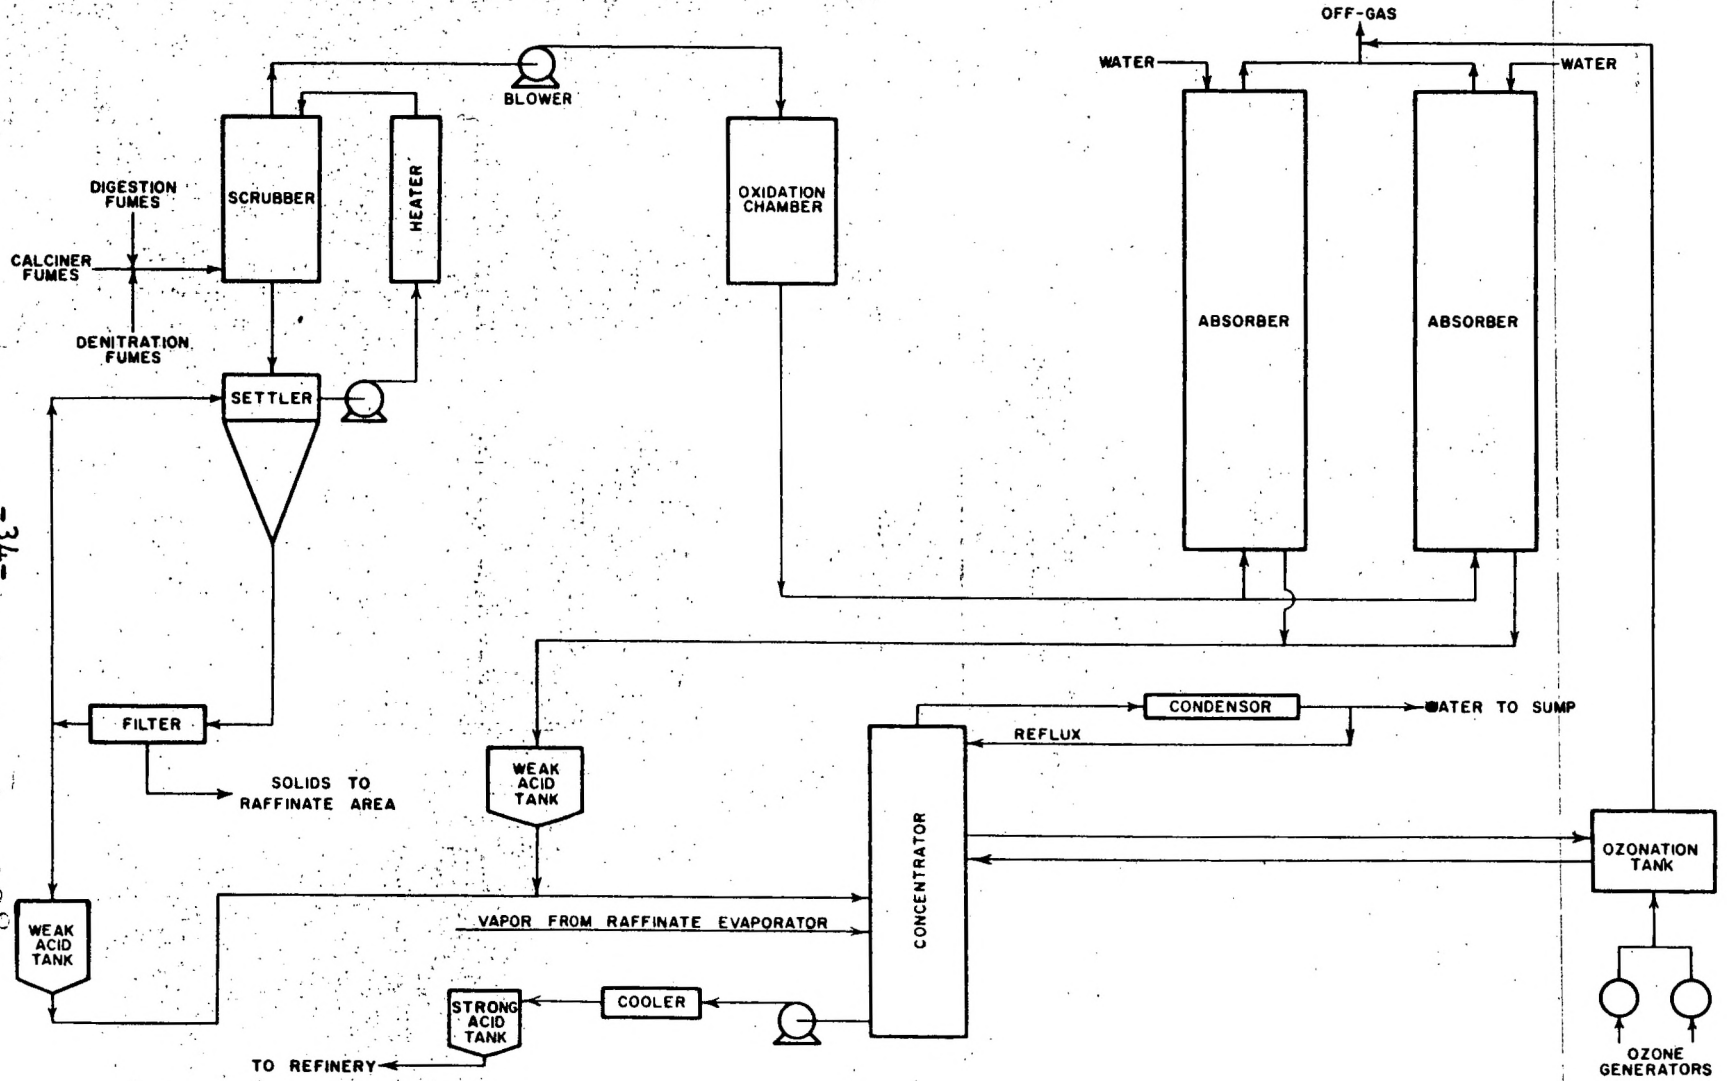 OFF-GAS
WATER
WATER
BLOWER
DIGESTION
FUMES
SCRUBBER
HEATER
OXIDATION
CHAMBER
CALCINER
FUMES
DENITRATION
FUMES
ABSORBER
ABSORBER
SETTLER
-34-
FILTER
SOLIDS TO
RAFFINATE AREA
WEAK
ACID
TANK
CONDENSOR
WATER TO SUMP
REFLUX
CONCENTRATOR
OZONATION
TANK
WEAK
ACID
TANK
VAPOR FROM RAFFINATE EVAPORATOR
STRONG
ACID
TANK
COOLER
TO REFINERY
OZONE
GENERATORS